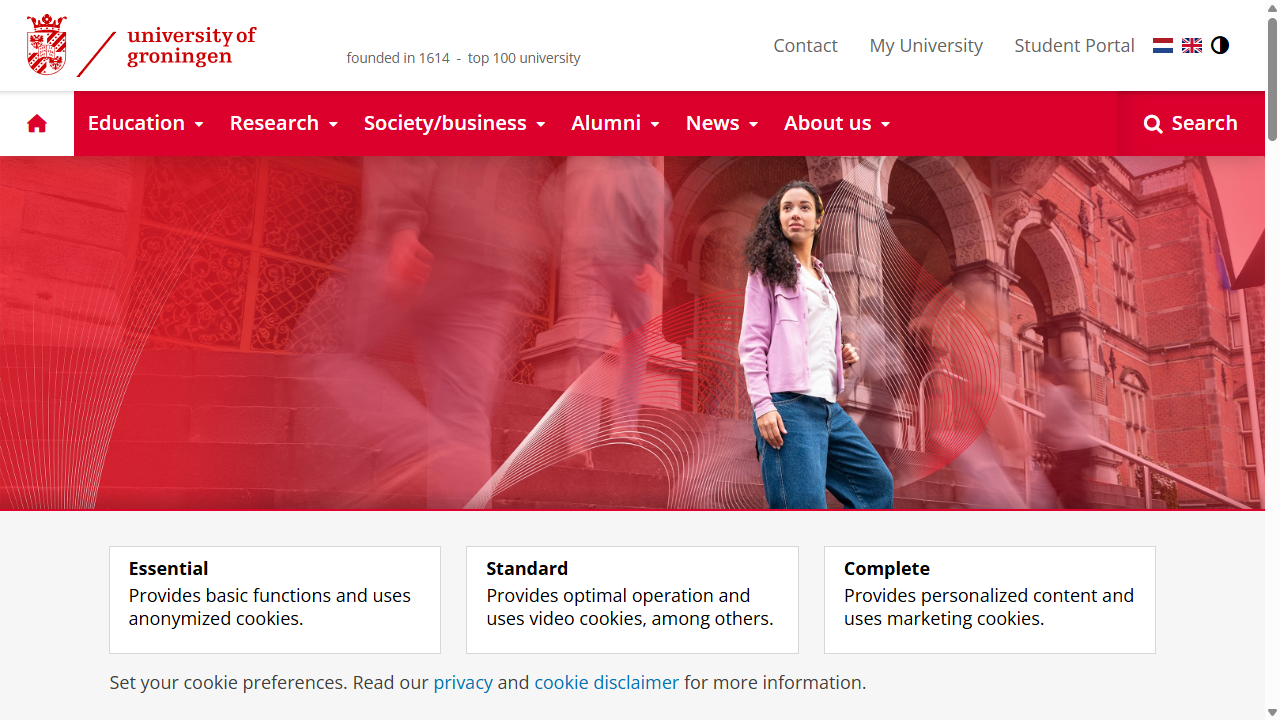 university of
groningen
founded in 1614 - top 100 university
Contact
My University
Student Portal
Education
Research
Society/business
Alumni
News
About us
Search
Essential
Provides basic functions and uses
anonymized cookies.
Standard
Provides optimal operation and
uses video cookies, among others.
Complete
Provides personalized content and
uses marketing cookies.
Set your cookie preferences. Read our privacy and cookie disclaimer for more information.